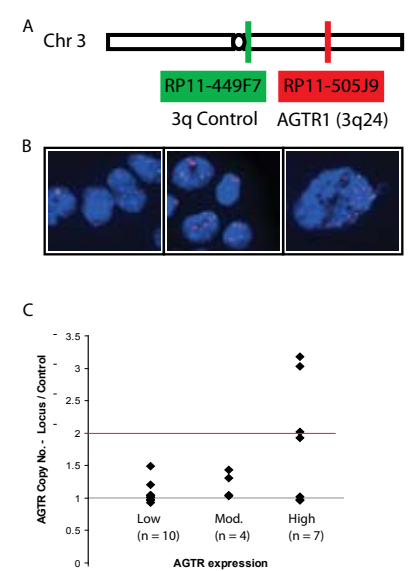 A
Chr 3
RP11-449F7 RP11-505J9
3q Control AGTR1 (3q24)
B
C
AGTR Copy No. - Locus / Control
3.5
3
2.5
2
1.5
1
0.5
0
Low Mod. High
(n = 10) (n = 4) (n = 7)
AGTR expression